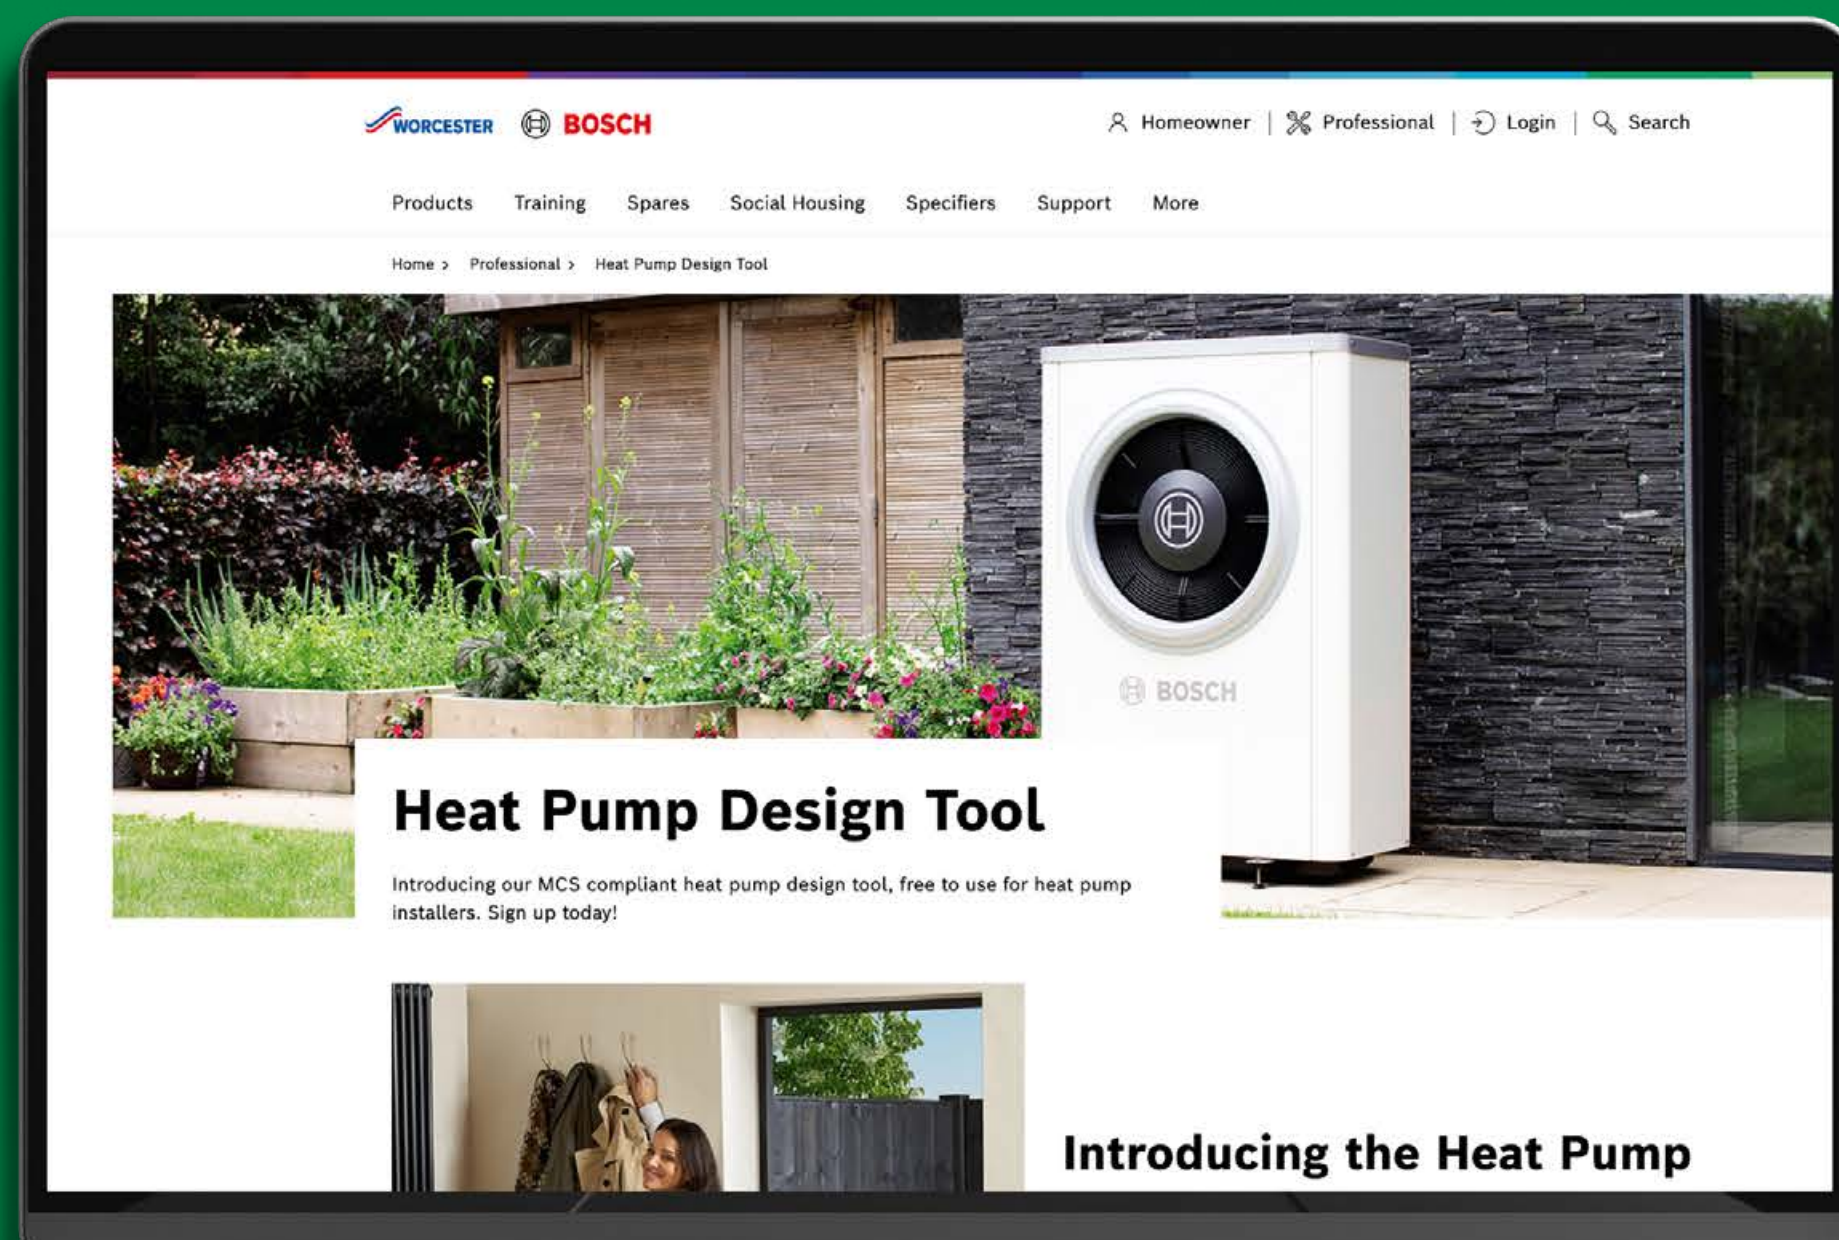 WORCESTER BOSCH Homeowner | Professional | Login | Search
Products Training Spares Social Housing Specifiers Support More
Home > Professional > Heat Pump Design Tool
BOSCH
Heat Pump Design Tool
Introducing our MCS compliant heat pump design tool, free to use for heat pump
installers. Sign up today!
Introducing the Heat Pump